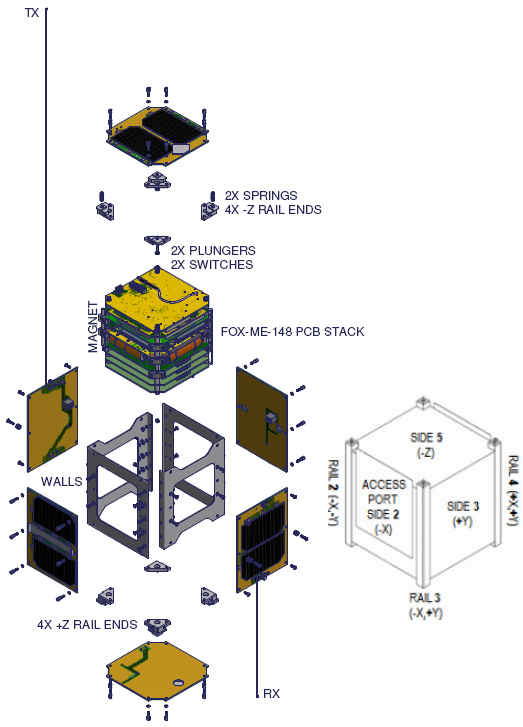 TX
2X SPRINGS
4X -Z RAIL ENDS
2X PLUNGERS
2X SWITCHES
MAGNET
FOX-ME-148 PCB STACK
WALLS
4X +Z RAIL ENDS
RX
SIDE 5
(-Z)
ACCESS
PORT
SIDE 2
(-X)
SIDE 3
(+Y)
RAIL 2 (-X,-Y)
RAIL 4 (+X,+Y)
RAIL 3
(-X,+Y)